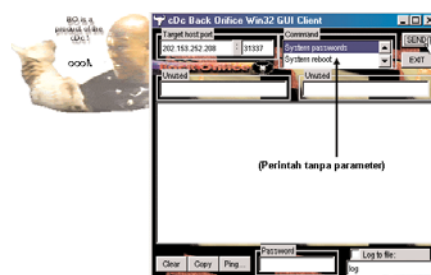 BO is a
product of the
cDc!
cDc Back Orifice Win32 GUI Client
Target host:port
202.153.252.208 : 31337
Command
System passwords
System reboot
SEND!
EXIT
Back Orifice
Unused
Unused
(Perintah tanpa parameter)
Clear
Copy
Ping...
Password
Log to file:
log